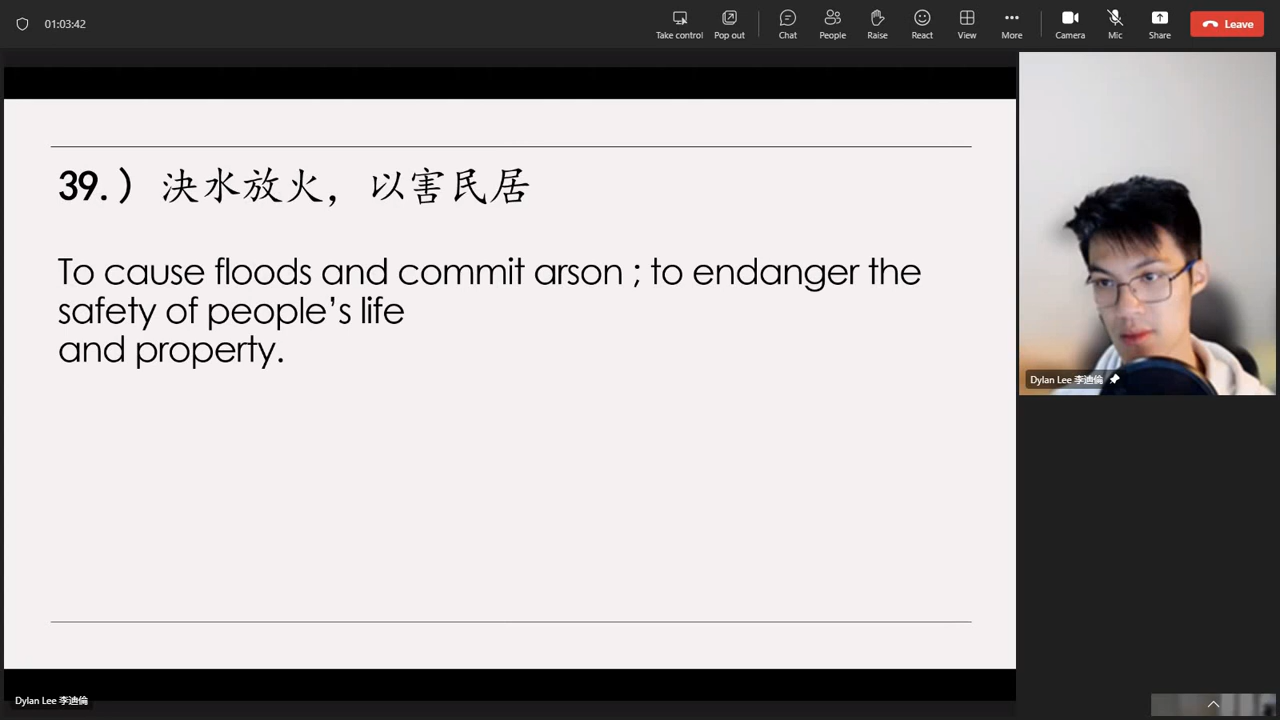 01:03:42
Take control Pop out Chat People Raise React View More Camera Mic Share Leave
39.）決水放火，以害民居
To cause floods and commit arson ; to endanger the
safety of people’s life
and property.
Dylan Lee 李迪倫
Dylan Lee 李迪倫